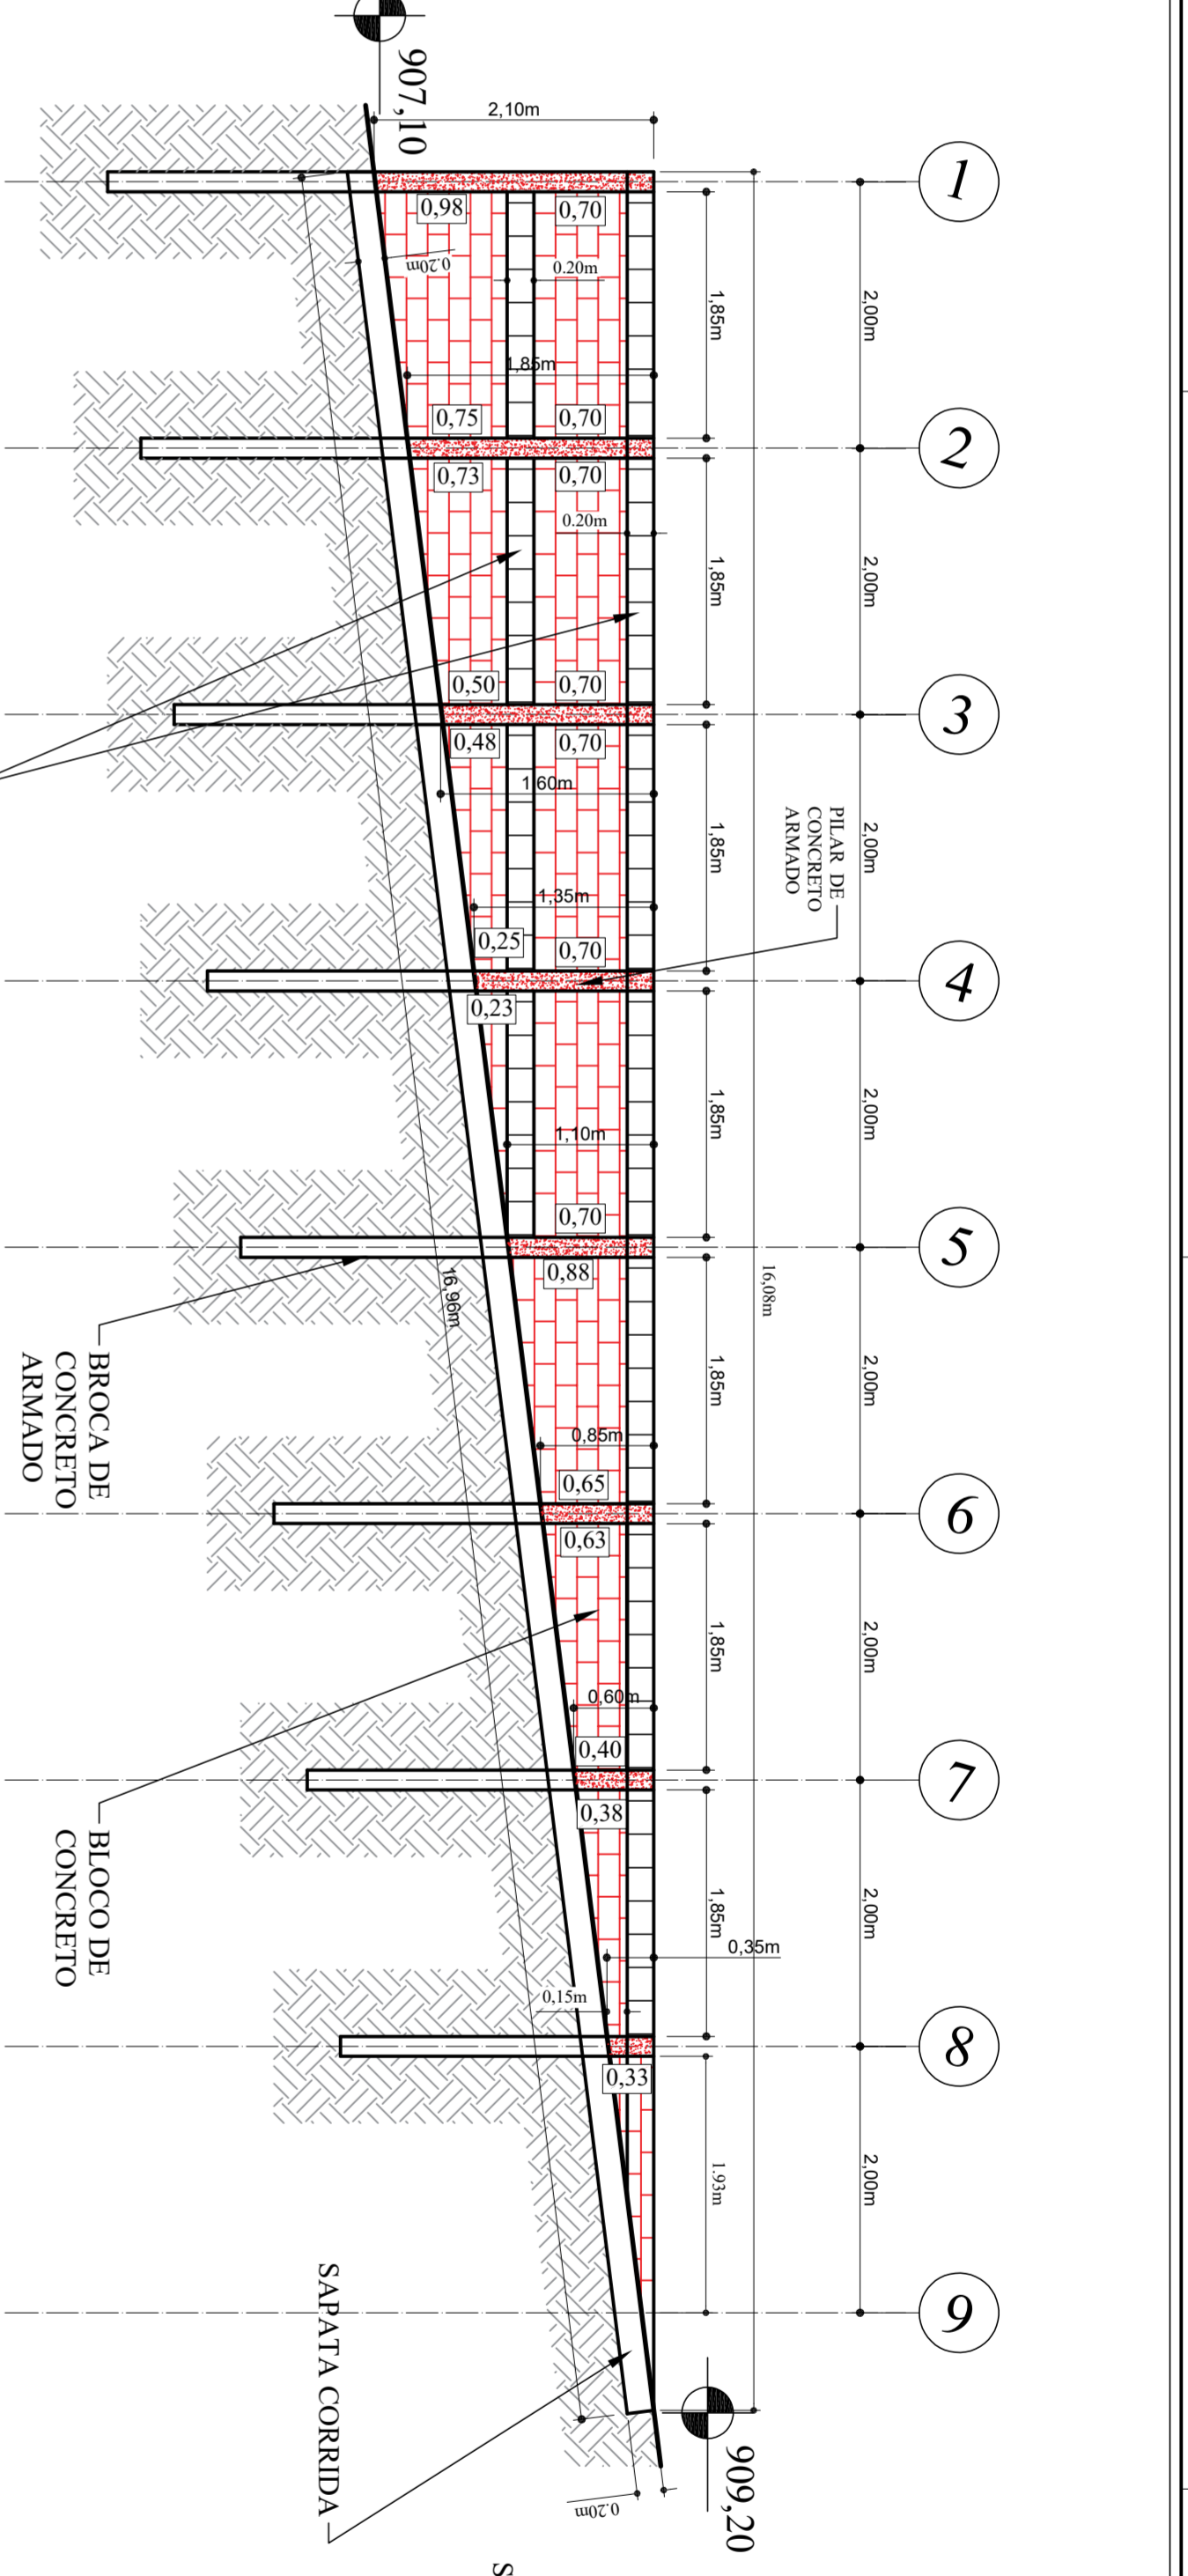 1
2
3
4
5
6
7
8
9
2,00m
2,00m
2,00m
2,00m
2,00m
2,00m
2,00m
2,00m
16,08m
1,85m
1,85m
1,85m
1,85m
1,85m
1,85m
1,85m
1.93m
907,10
909,20
2,10m
PILAR DE
CONCRETO
ARMADO
0,70
0,70
0,70
0,70
0,70
0,70
0,70
0,98
0,75
0,73
0,50
0,48
0,25
0,23
0,88
0,65
0,63
0,40
0,38
0,33
0.20m
0.20m
0.20m
1,85m
1,60m
1,35m
1,10m
0,85m
0,60m
0,35m
0,15m
16,96m
0.20m
BROCA DE
CONCRETO
ARMADO
BLOCO DE
CONCRETO
SAPATA CORRIDA
S